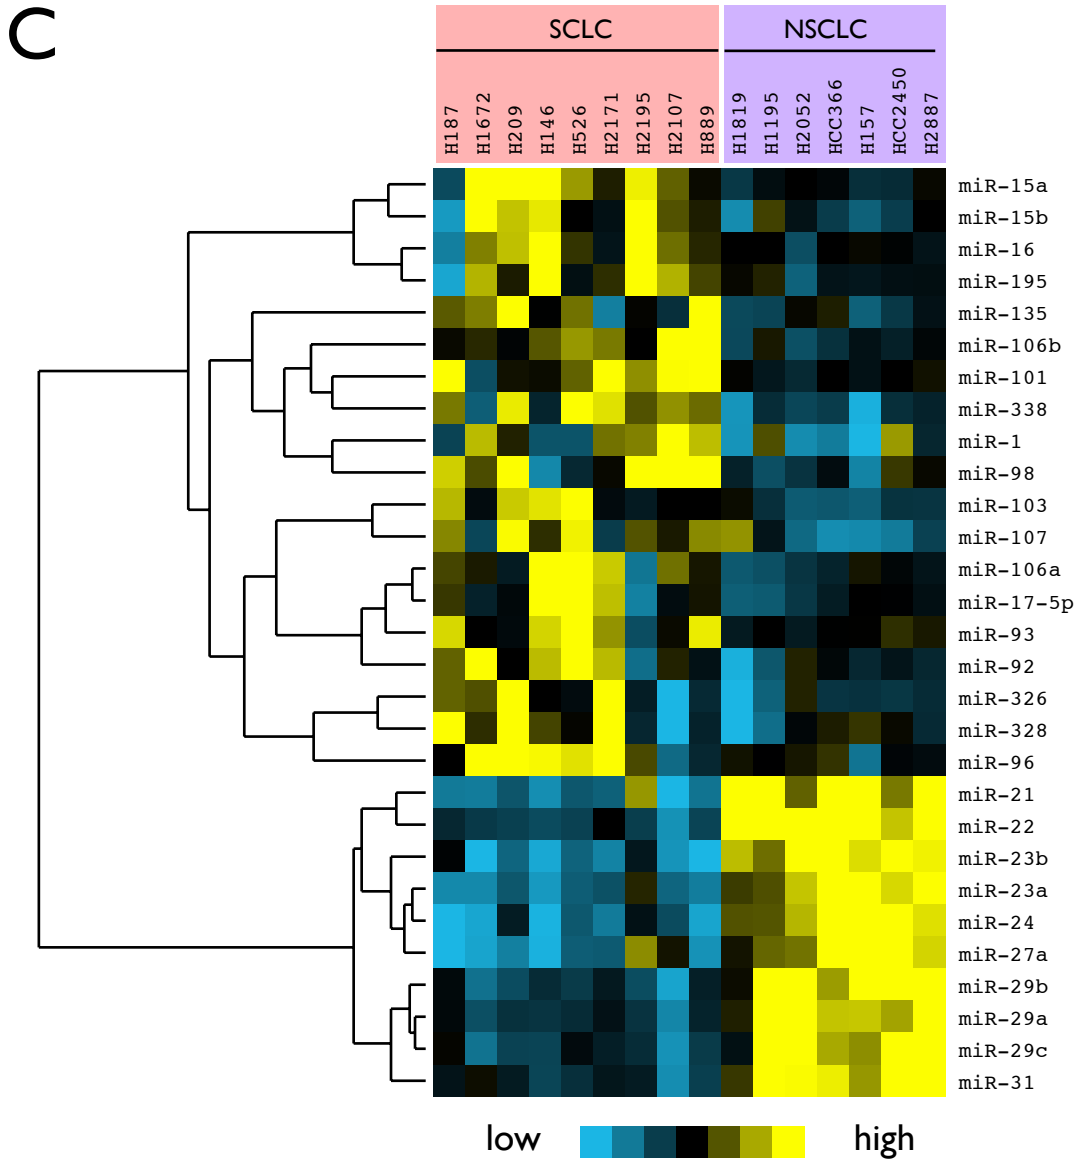 C
SCLC NSCLC
H187 H1672 H209 H146 H526 H2171 H2195 H2107 H889 H1819 H1195 H2052 HCC366 H157 HCC2450 H2887
miR-15a
miR-15b
miR-16
miR-195
miR-135
miR-106b
miR-101
miR-338
miR-1
miR-98
miR-103
miR-107
miR-106a
miR-17-5p
miR-93
miR-92
miR-326
miR-328
miR-96
miR-21
miR-22
miR-23b
miR-23a
miR-24
miR-27a
miR-29b
miR-29a
miR-29c
miR-31
low high